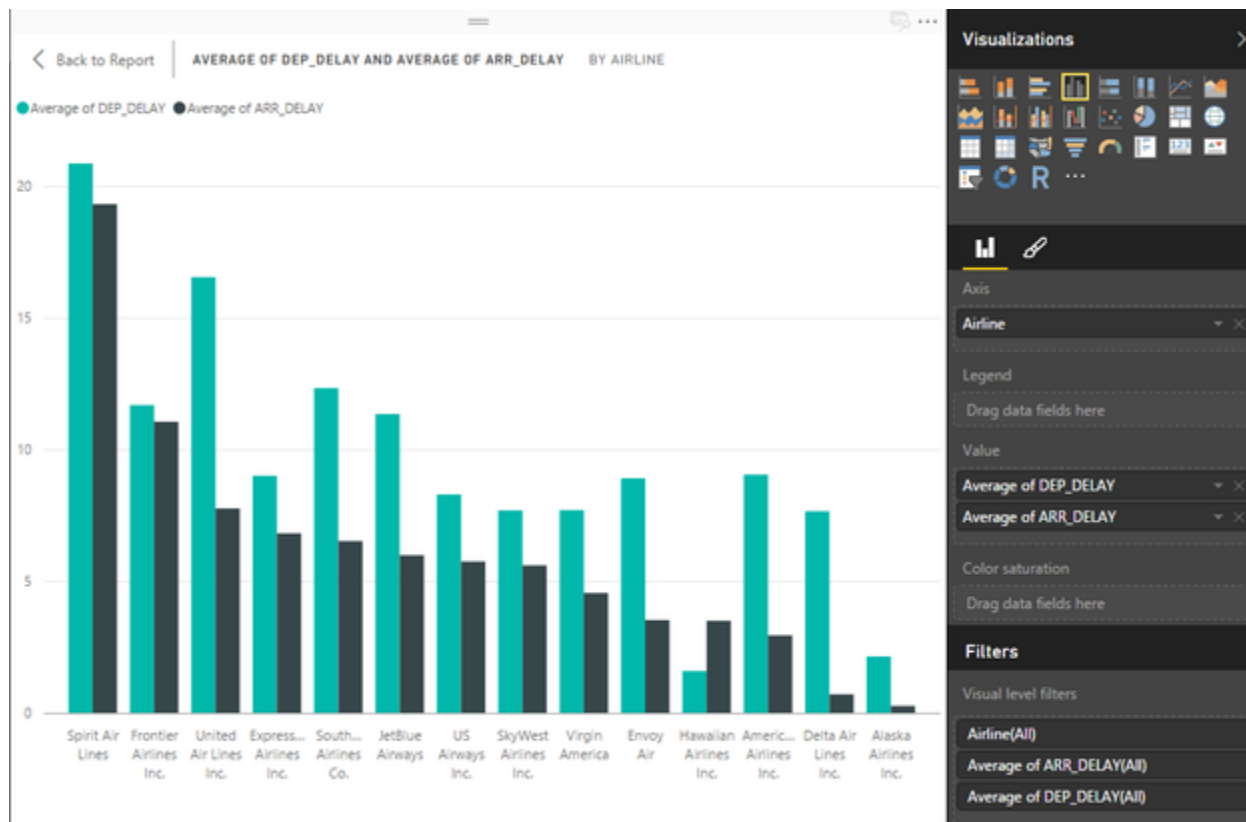 Back to Report
AVERAGE OF DEP_DELAY AND AVERAGE OF ARR_DELAY BY AIRLINE
Average of DEP_DELAY Average of ARR_DELAY
20
15
10
5
0
Spirit Air Lines
Frontier Airlines Inc.
United Air Lines Inc.
Express... Airlines Inc.
South... Airlines Co.
JetBlue Airways
US Airways Inc.
SkyWest Airlines Inc.
Virgin America
Envoy Air
Hawaiian Airlines Inc.
Americ... Airlines Inc.
Delta Air Lines Inc.
Alaska Airlines Inc.
Visualizations
123
R
Axis
Airline
Legend
Drag data fields here
Value
Average of DEP_DELAY
Average of ARR_DELAY
Color saturation
Drag data fields here
Filters
Visual level filters
Airline(All)
Average of ARR_DELAY(All)
Average of DEP_DELAY(All)